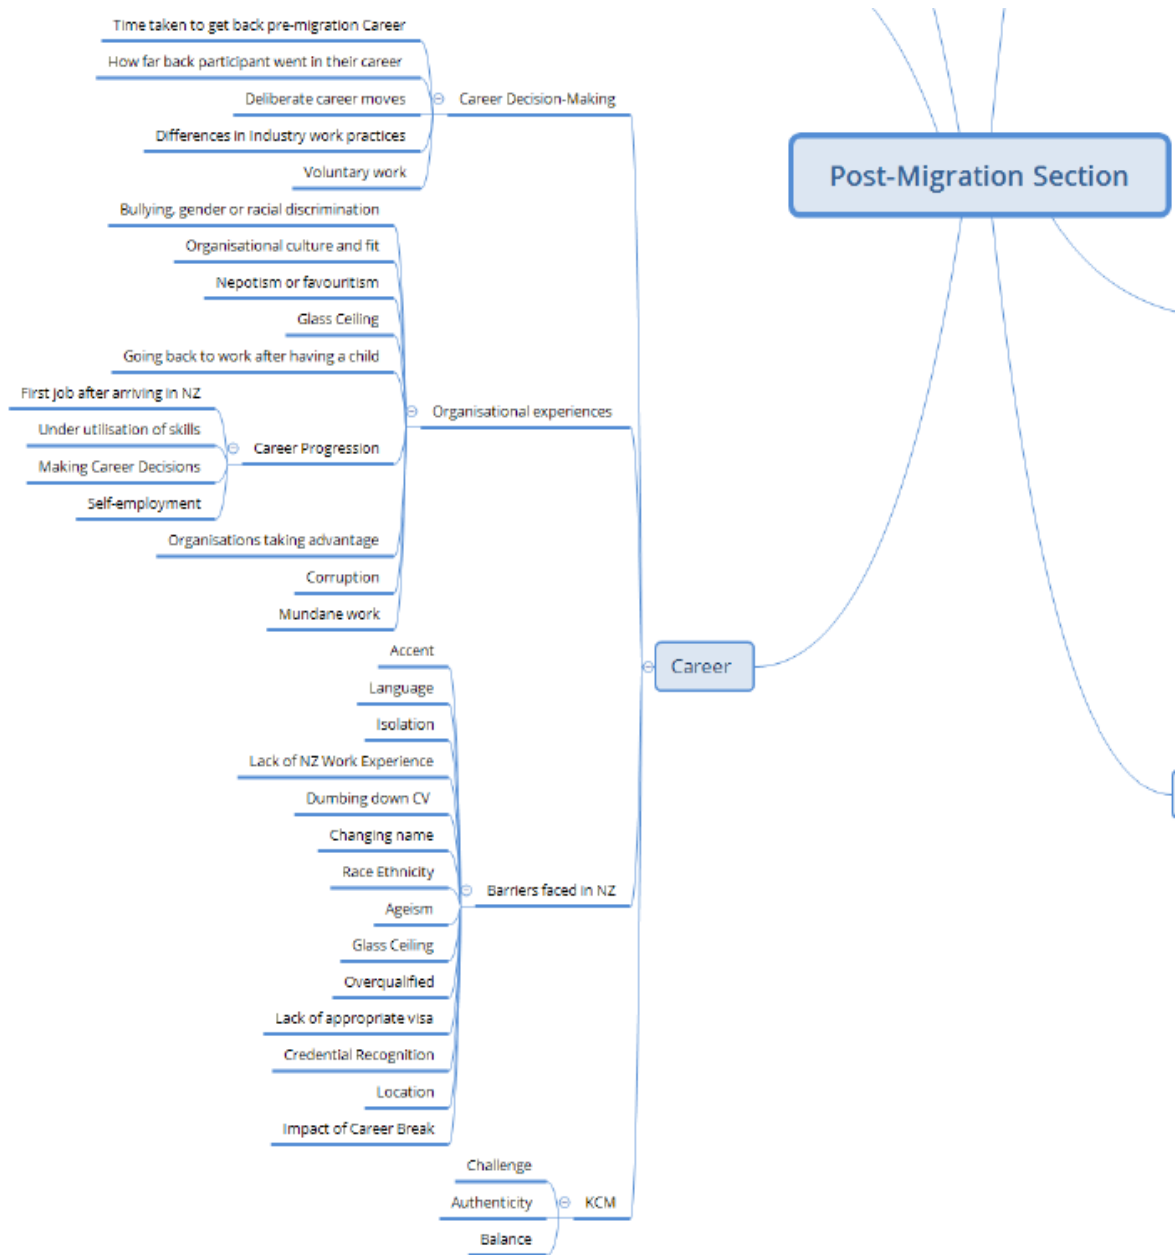 Time taken to get back pre-migration Career
How far back participant went in their career
Deliberate career moves
Career Decision-Making
Differences in Industry work practices
Voluntary work
Post-Migration Section
Bullying, gender or racial discrimination
Organisational culture and fit
Nepotism or favouritism
Glass Ceiling
Going back to work after having a child
First job after arriving in NZ
Under utilisation of skills
Making Career Decisions
Self-employment
Career Progression
Organisational experiences
Organisations taking advantage
Corruption
Mundane work
Career
Accent
Language
Isolation
Lack of NZ Work Experience
Dumbing down CV
Changing name
Race Ethnicity
Barriers faced in NZ
Ageism
Glass Ceiling
Overqualified
Lack of appropriate visa
Credential Recognition
Location
Impact of Career Break
Challenge
Authenticity
KCM
Balance